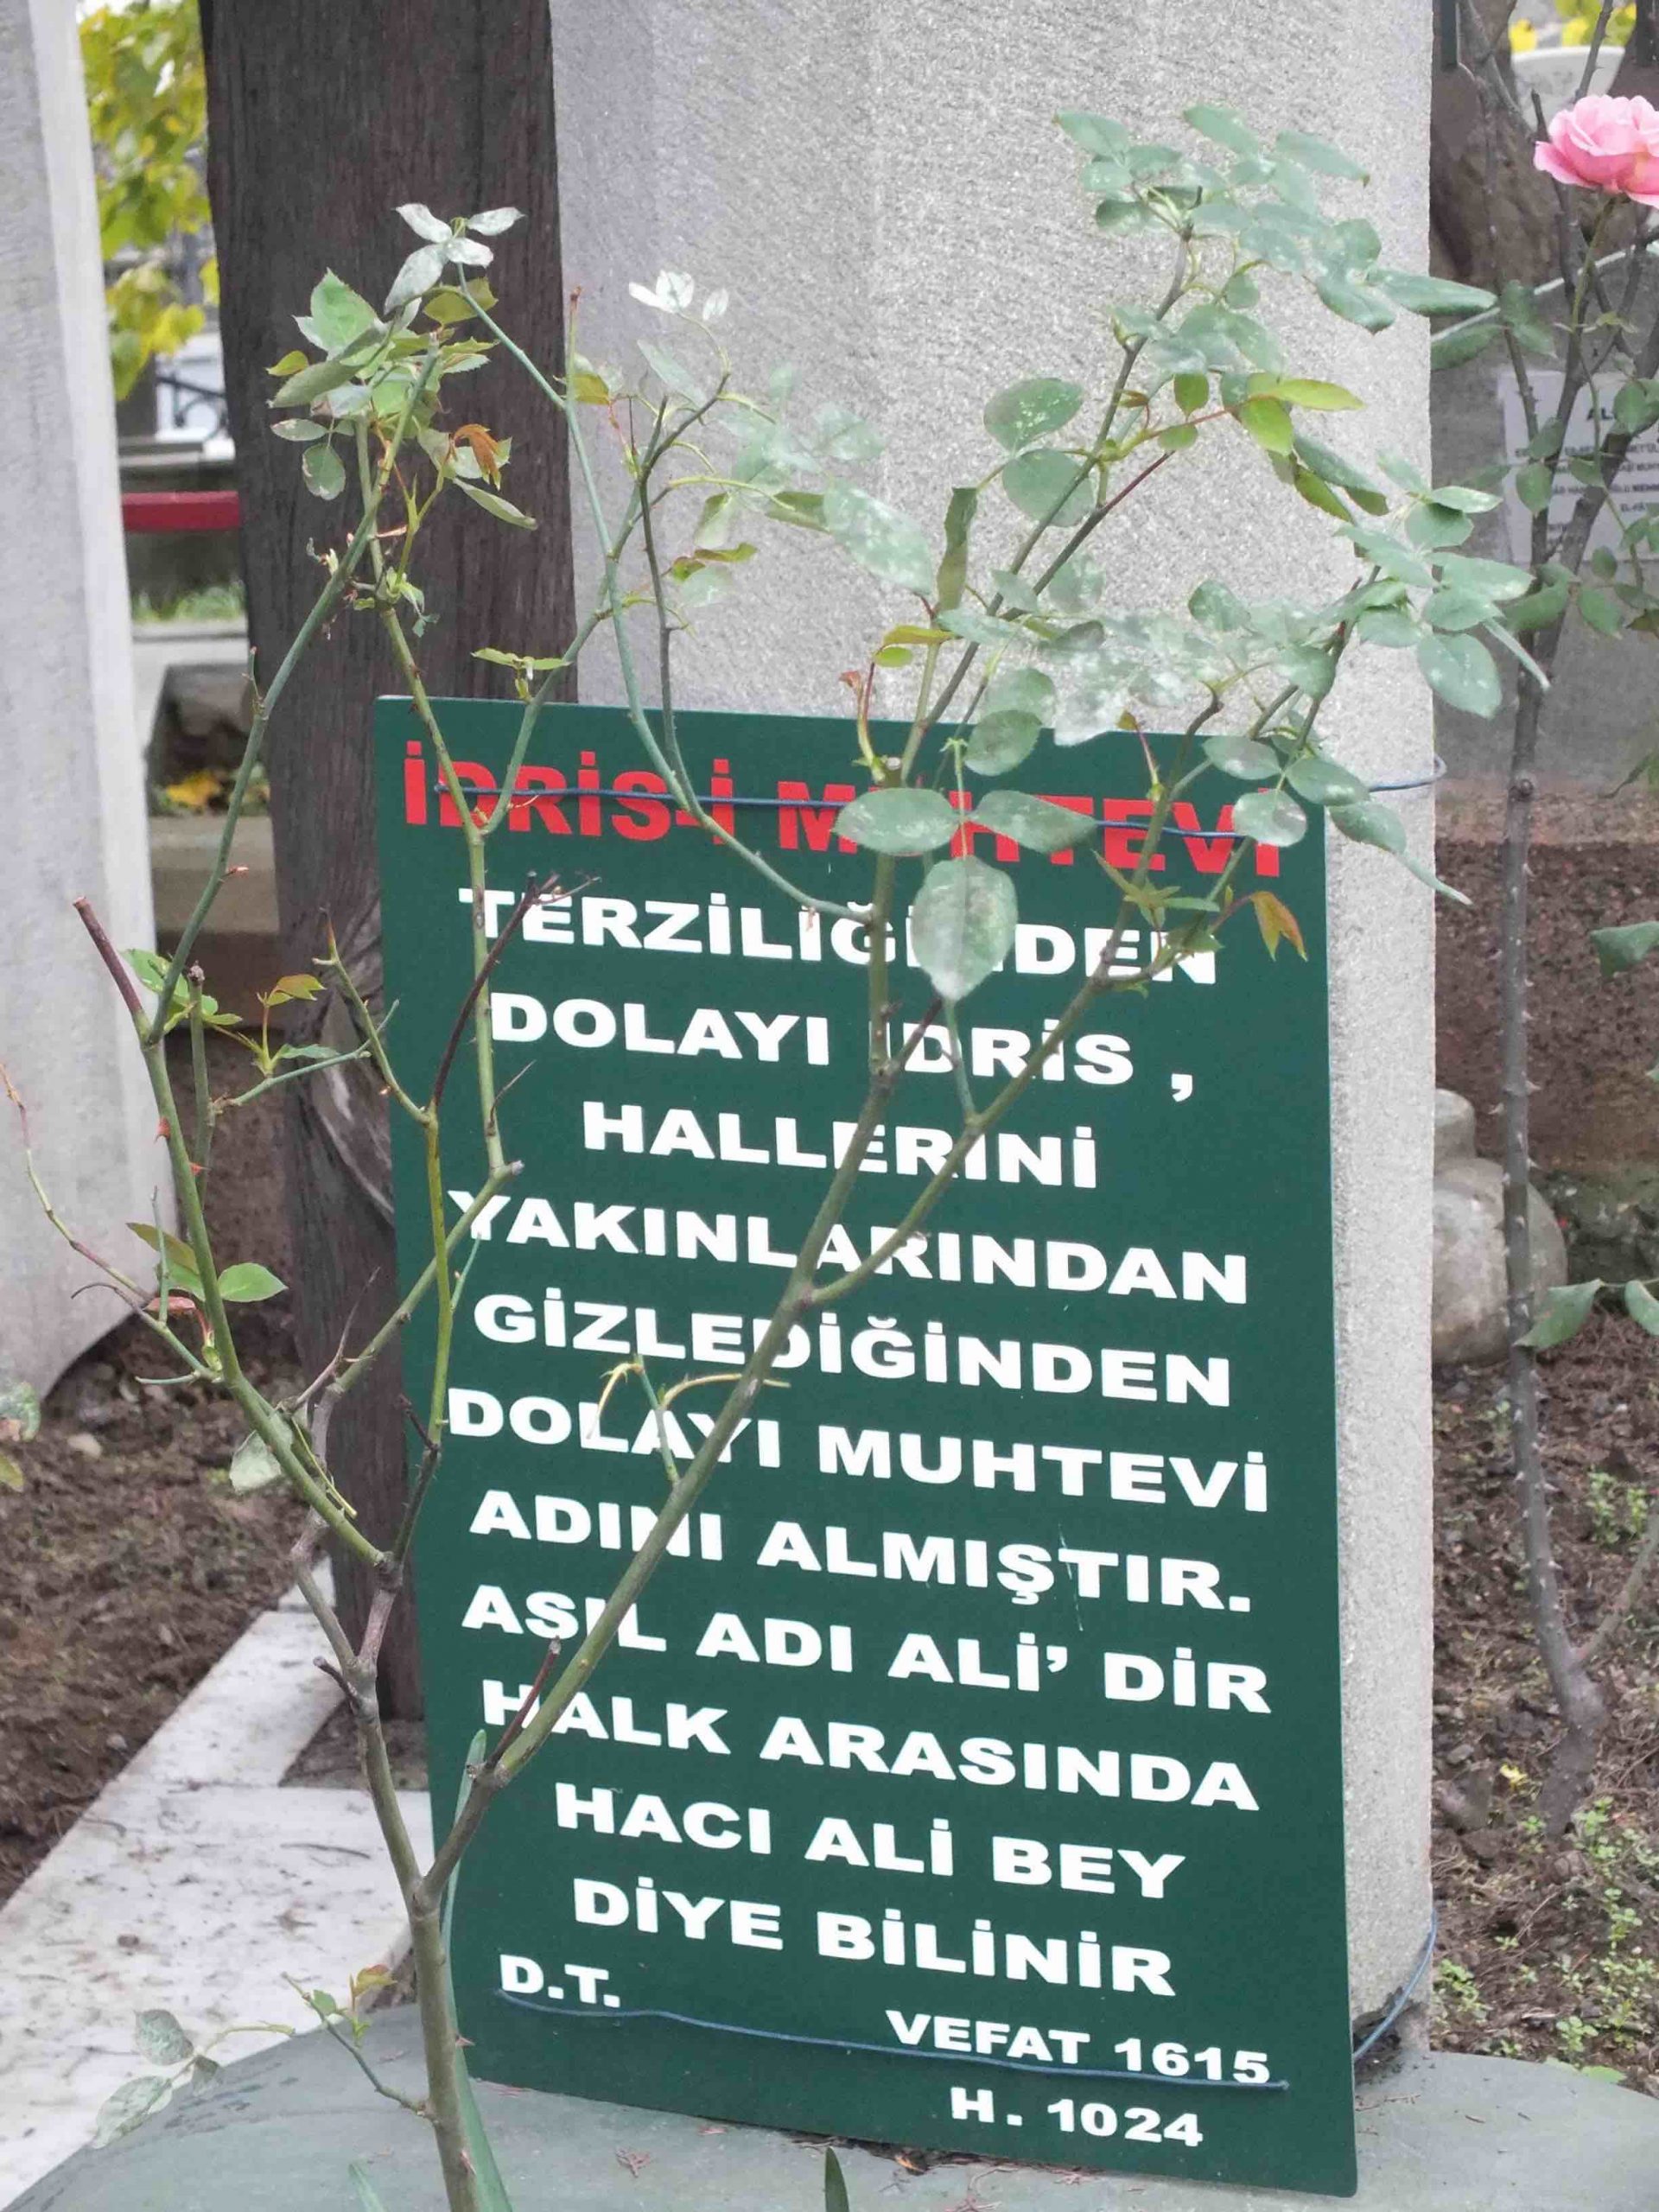 İDRİS-İ MUHTEVİ
TERZİLİĞİNDEN
DOLAYI İDRİS ,
HALLERİNİ
YAKINLARINDAN
GİZLEDİĞİNDEN
DOLAYI MUHTEVİ
ADINI ALMIŞTIR.
ASIL ADI ALİ’ DİR
HALK ARASINDA
HACI ALİ BEY
DİYE BİLİNİR
D.T.
VEFAT 1615
H. 1024